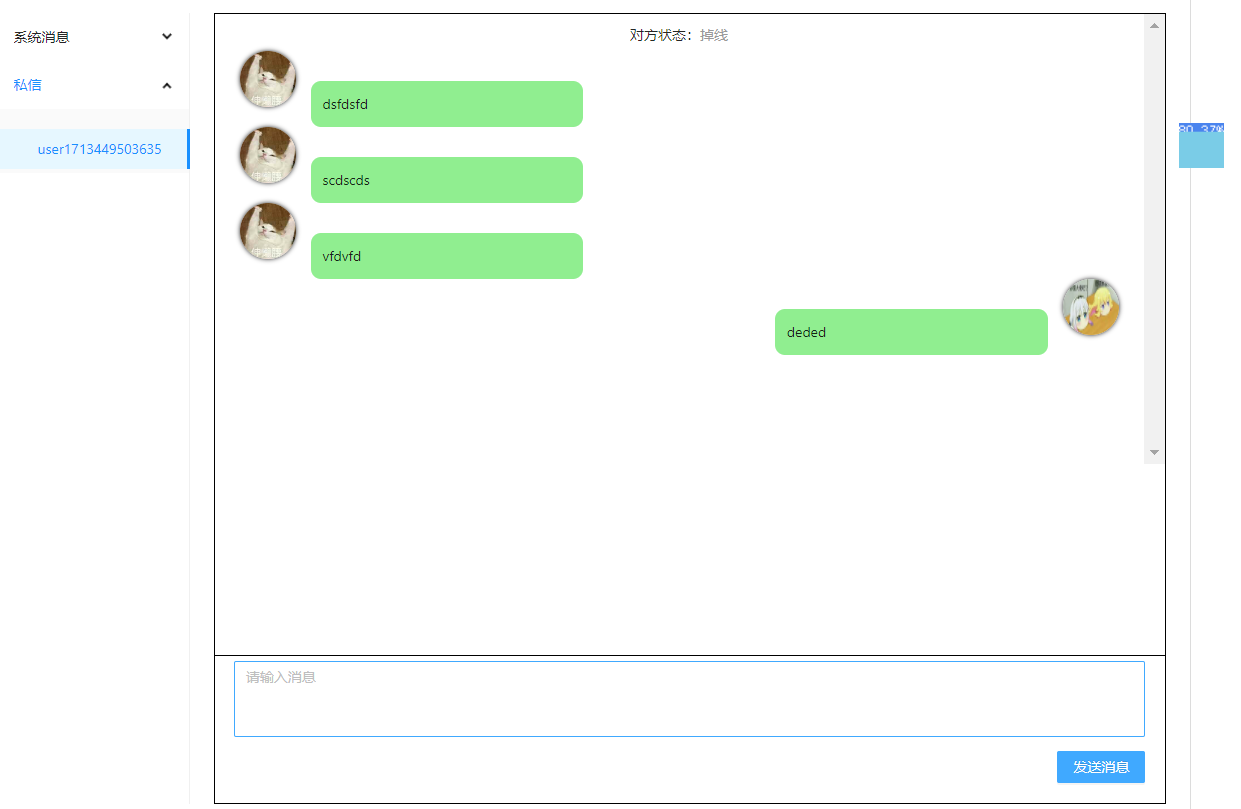 系统消息
私信
user1713449503635
对方状态：掉线
dsfdsfd
scdscds
vfdvfd
deded
请输入消息
发送消息